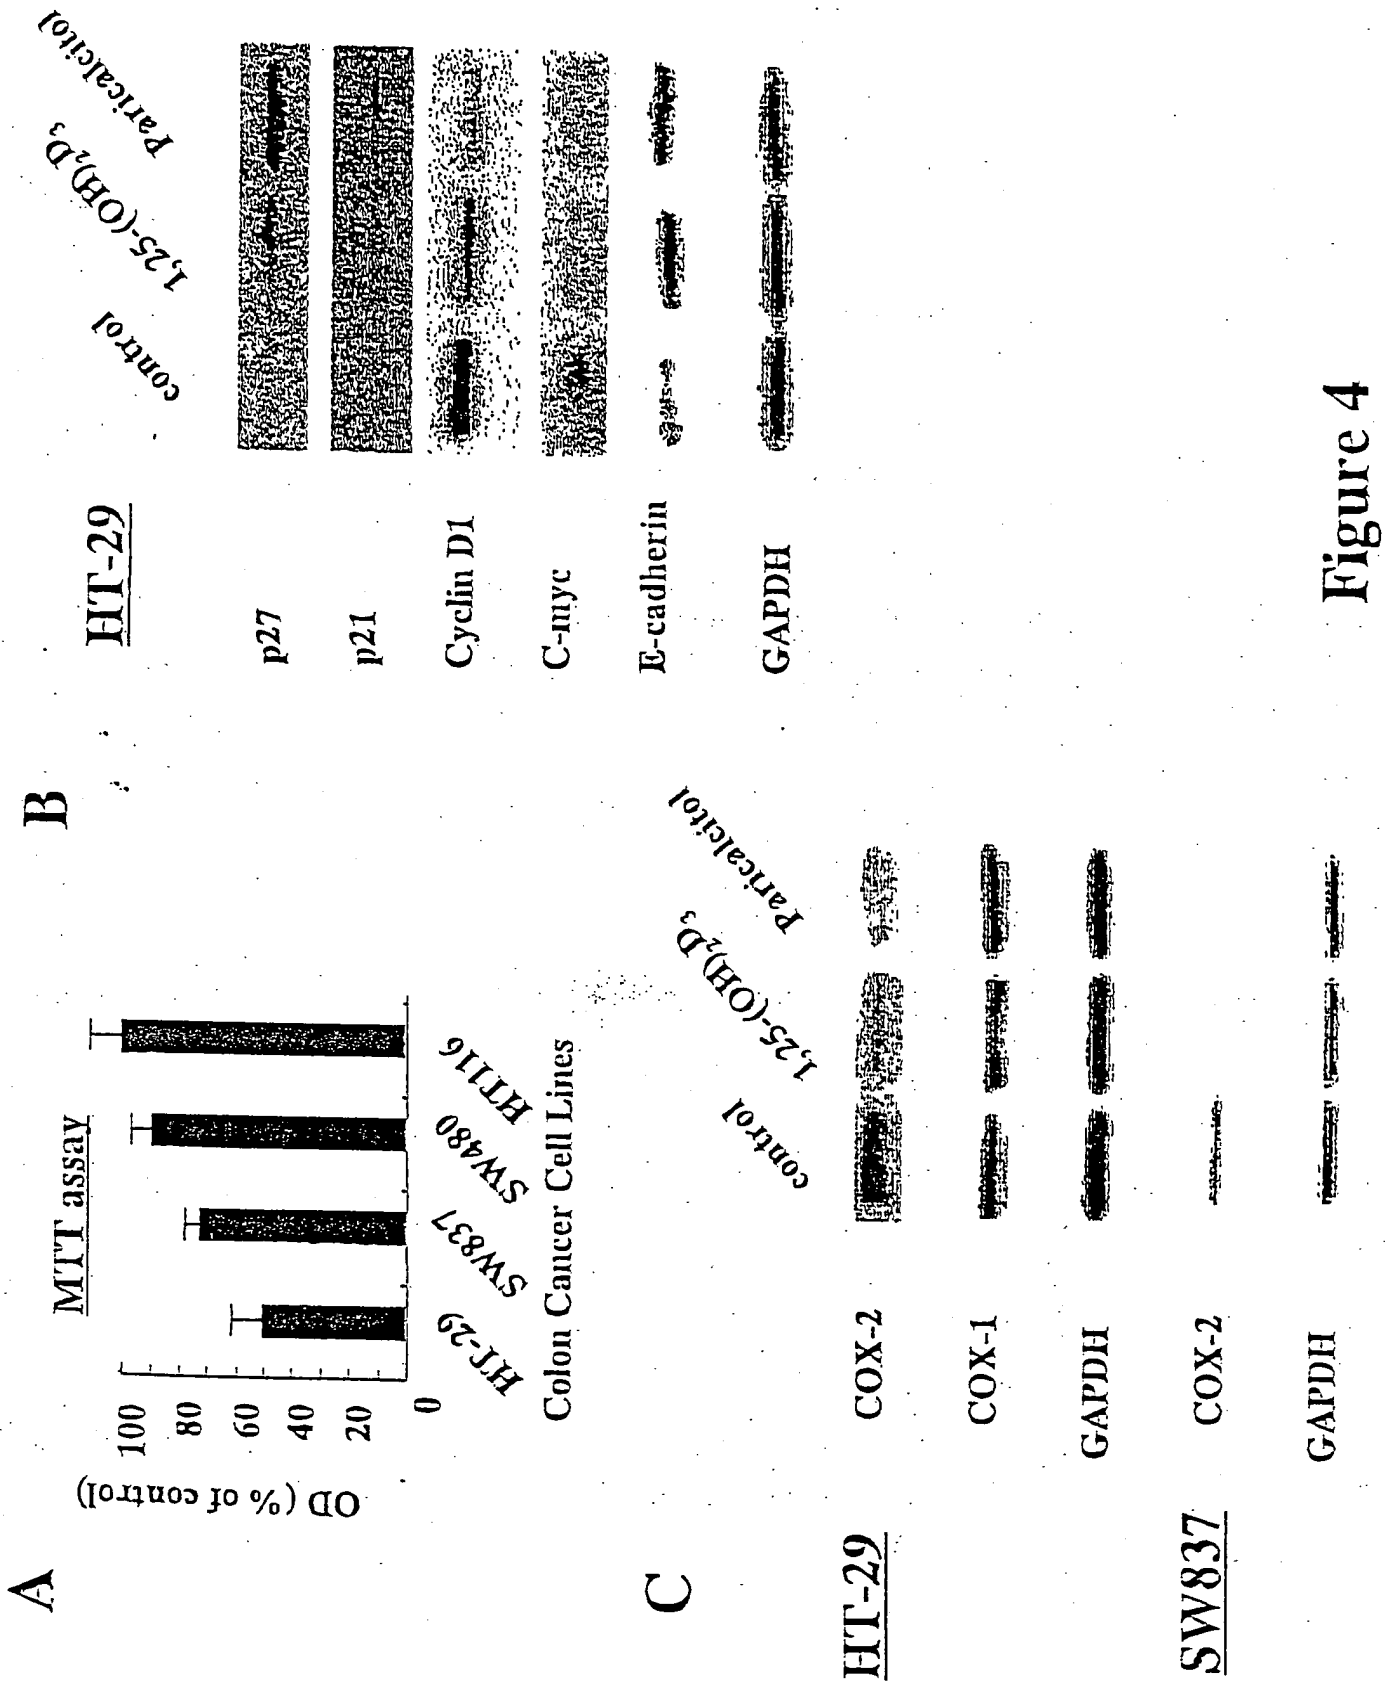 A
MTT assay
OD (% of control)
100
80
60
40
20
0
HT-29
SW837
SW480
HT116
Colon Cancer Cell Lines
B
HT-29
control
1,25-(OH)₂D₃
Paricalcitol
p27
p21
Cyclin D1
C-myc
E-cadherin
GAPDH
C
control
1,25-(OH)₂D₃
Paricalcitol
HT-29
COX-2
COX-1
GAPDH
SW837
COX-2
GAPDH
Figure 4